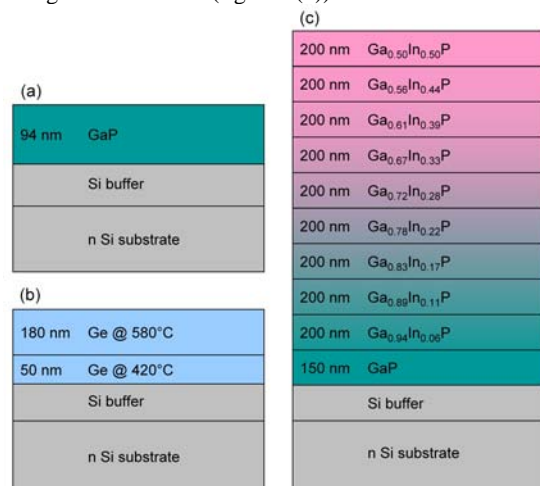 (a)
94 nm GaP
Si buffer
n Si substrate
(b)
180 nm Ge @ 580°C
50 nm Ge @ 420°C
Si buffer
n Si substrate
(c)
200 nm Ga0.50In0.50P
200 nm Ga0.56In0.44P
200 nm Ga0.61In0.39P
200 nm Ga0.67In0.33P
200 nm Ga0.72In0.28P
200 nm Ga0.78In0.22P
200 nm Ga0.83In0.17P
200 nm Ga0.89In0.11P
200 nm Ga0.94In0.06P
150 nm GaP
Si buffer
n Si substrate